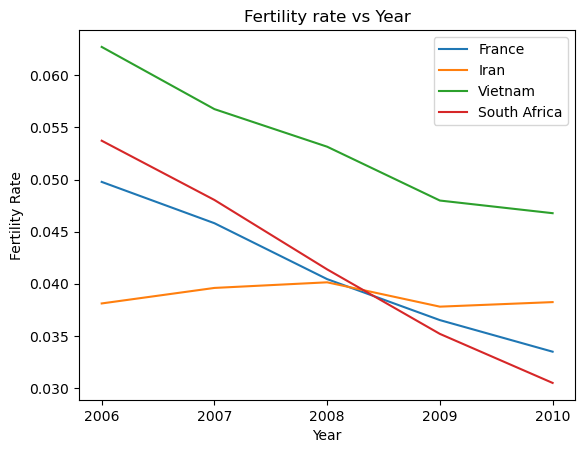 Fertility rate vs Year
France
Iran
Vietnam
South Africa
Fertility Rate
0.060
0.055
0.050
0.045
0.040
0.035
0.030
2006
2007
2008
2009
2010
Year